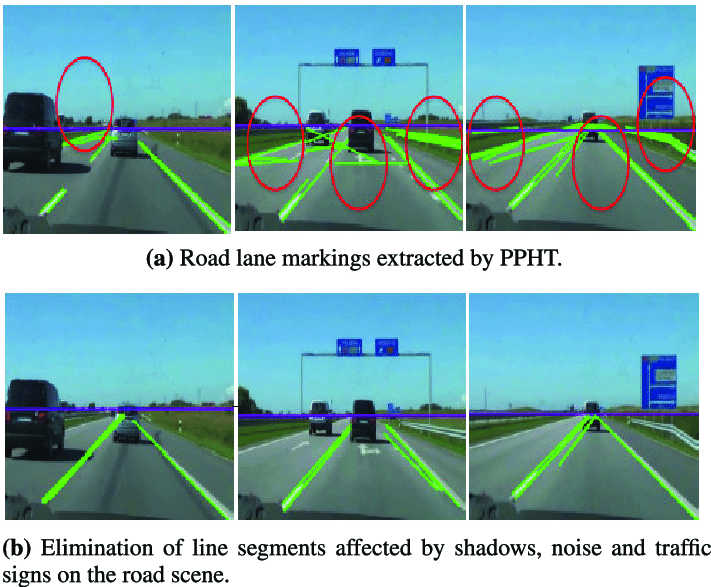 (a) Road lane markings extracted by PPHT.
(b) Elimination of line segments affected by shadows, noise and traffic
signs on the road scene.